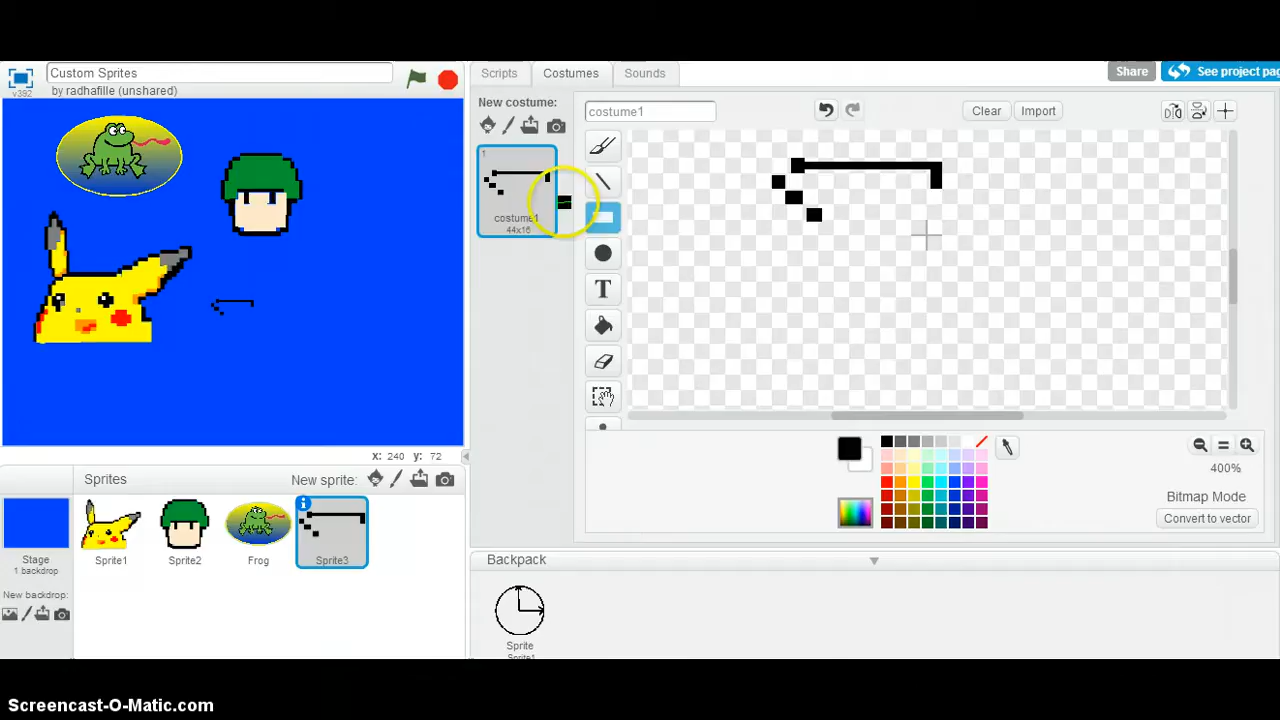 Custom Sprites
by radhafille (unshared)
v392
Scripts
Costumes
Sounds
Share
See project pag
New costume:
costume1
Clear
Import
1
costume1
44x16
T
x: 240 y: 72
Sprites
New sprite:
Stage
1 backdrop
New backdrop:
Sprite1
Sprite2
Frog
Sprite3
400%
Bitmap Mode
Convert to vector
Backpack
Sprite
Sprite1
Screencast-O-Matic.com